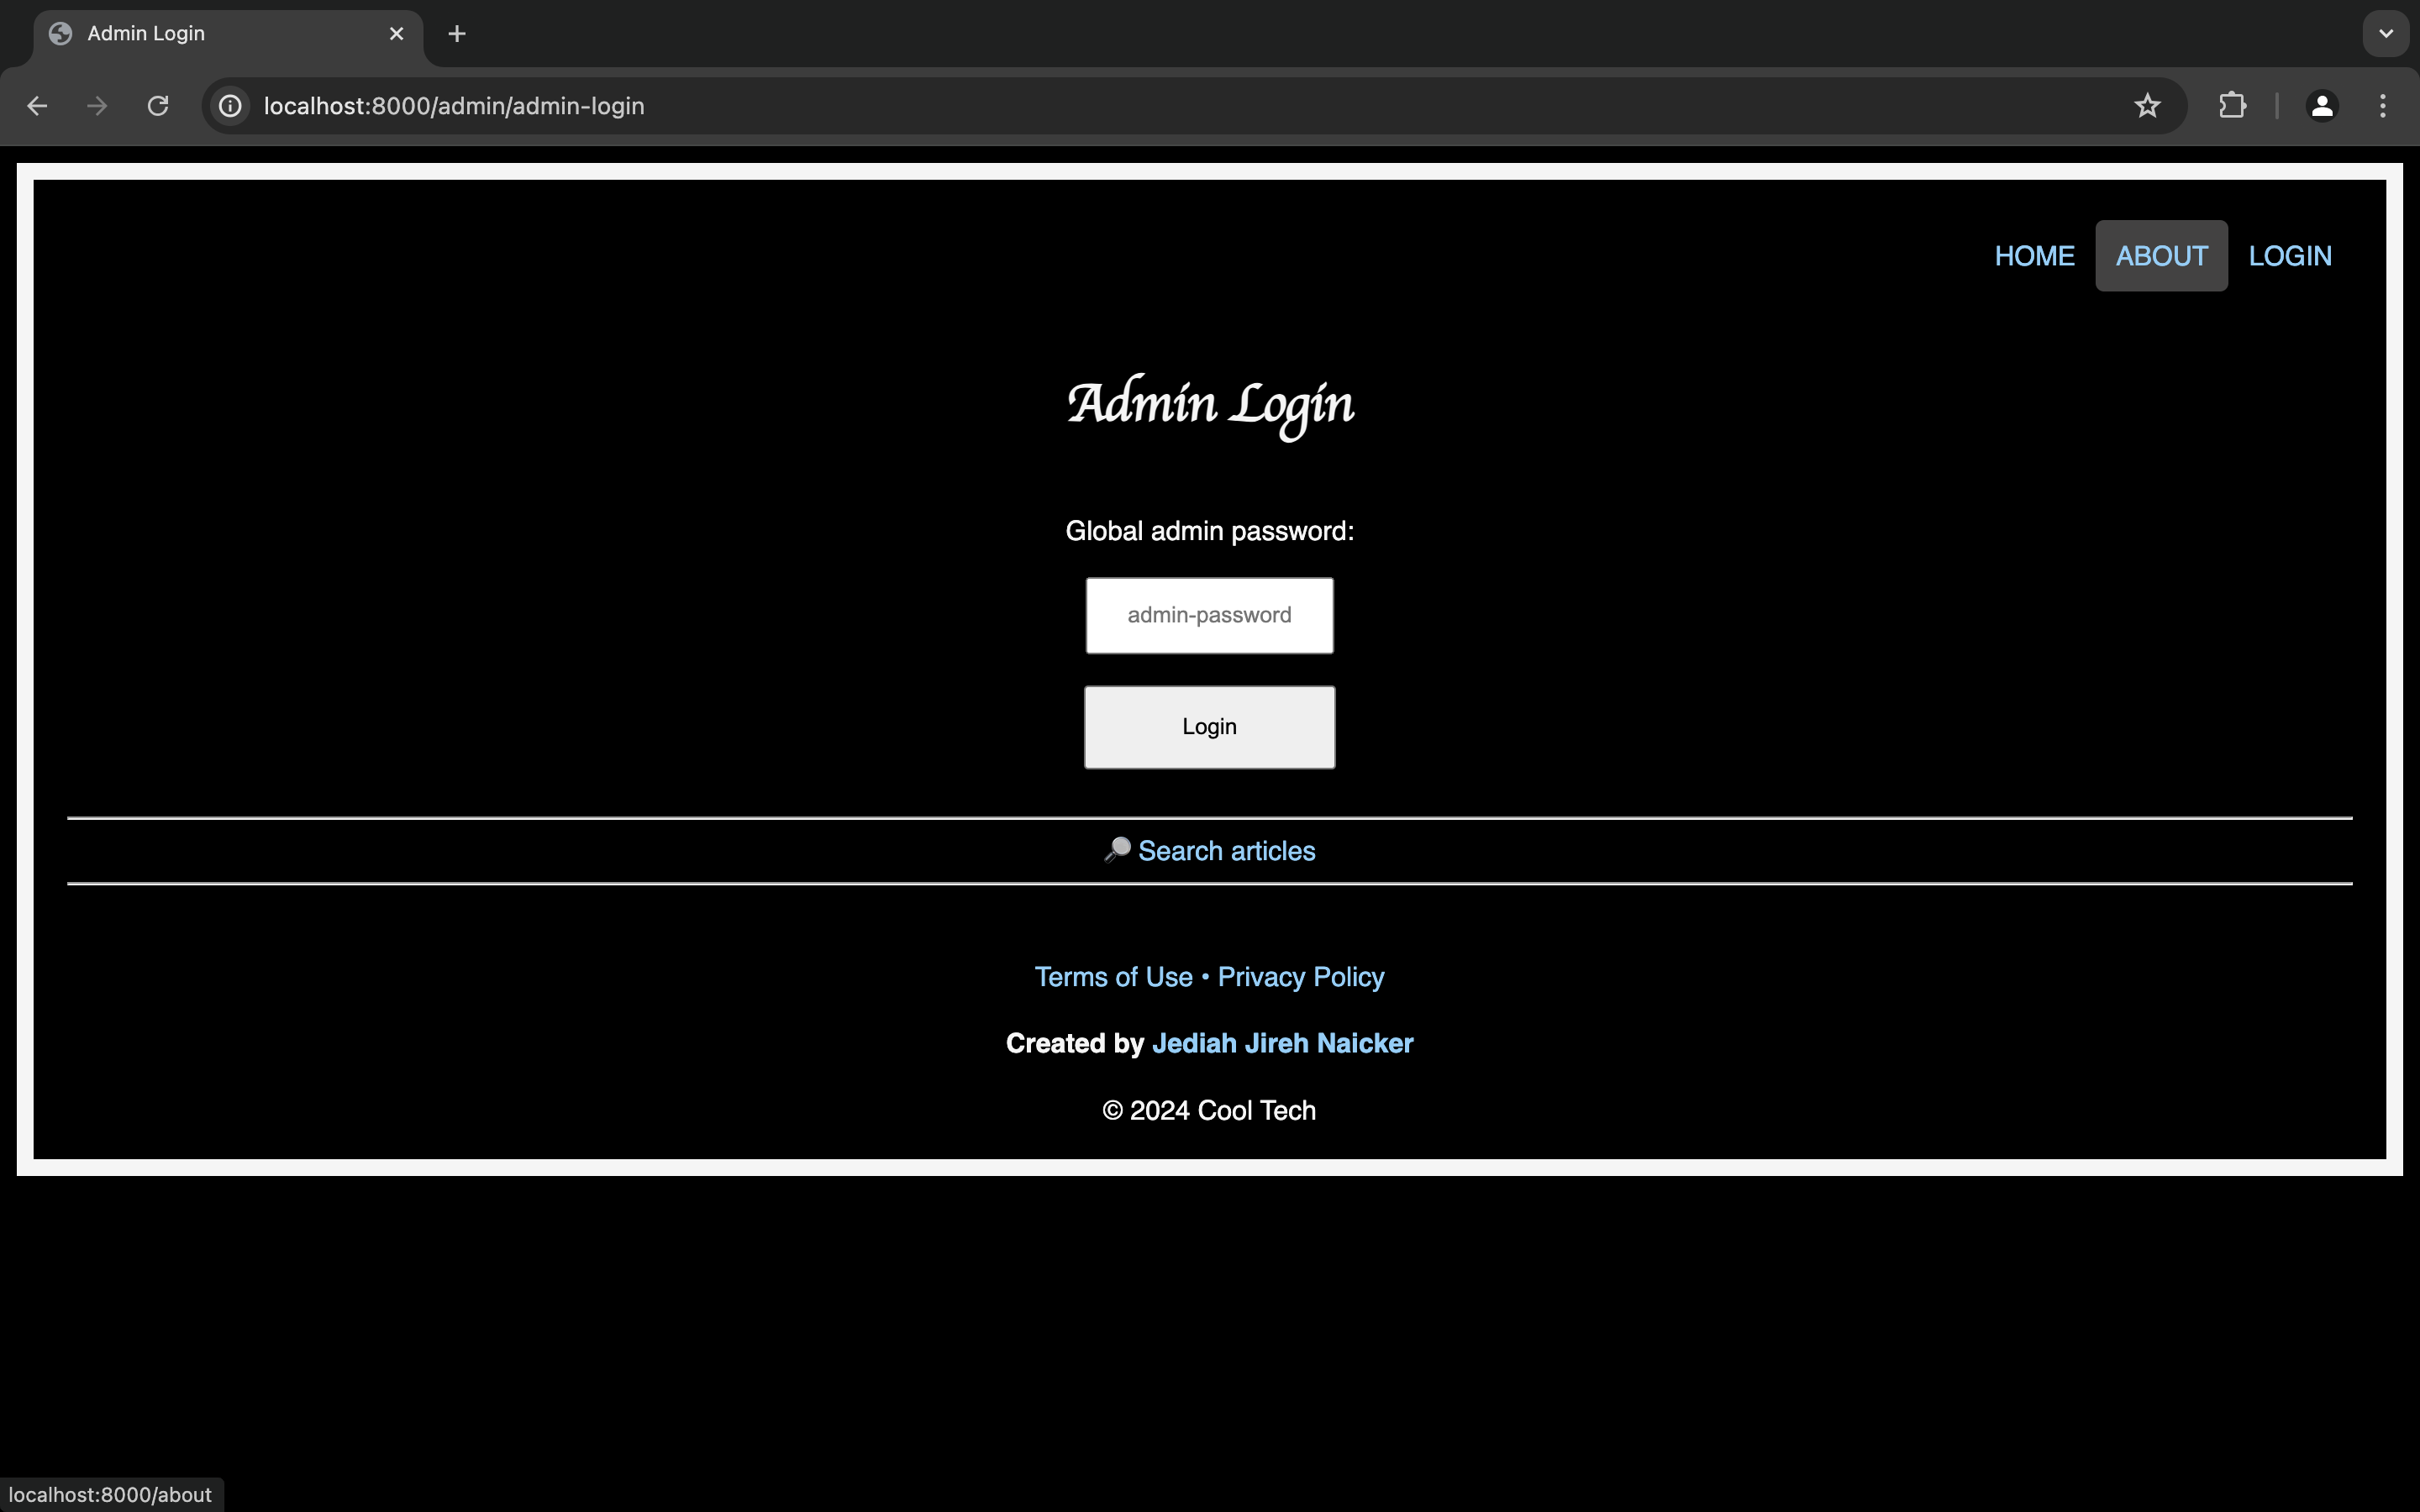 Admin Login
localhost:8000/admin/admin-login
HOME ABOUT LOGIN
Admin Login
Global admin password:
admin-password
Login
Search articles
Terms of Use • Privacy Policy
Created by Jediah Jireh Naicker
© 2024 Cool Tech
localhost:8000/about